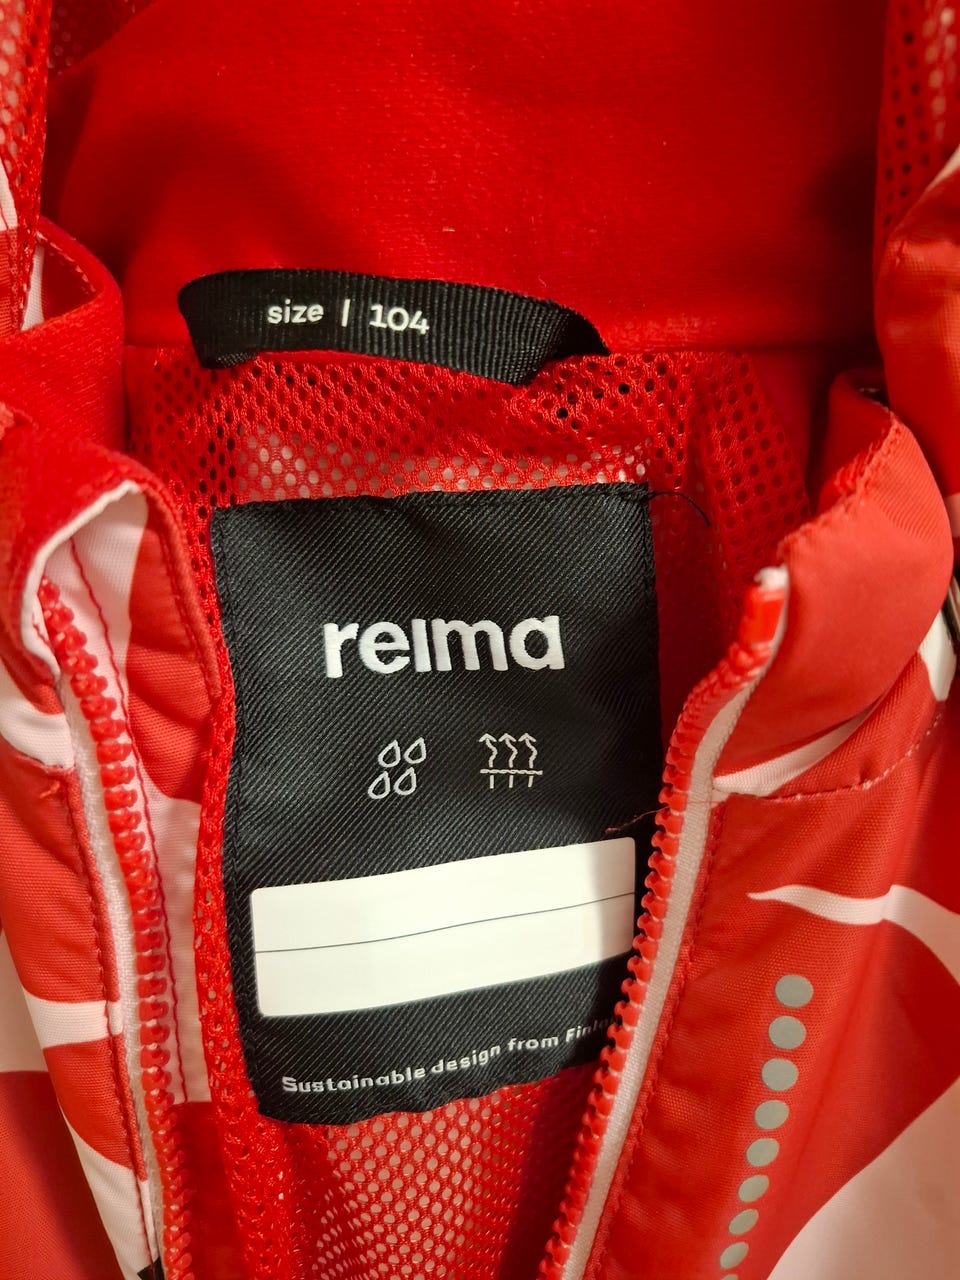 size | 104
reima
Sustainable design from